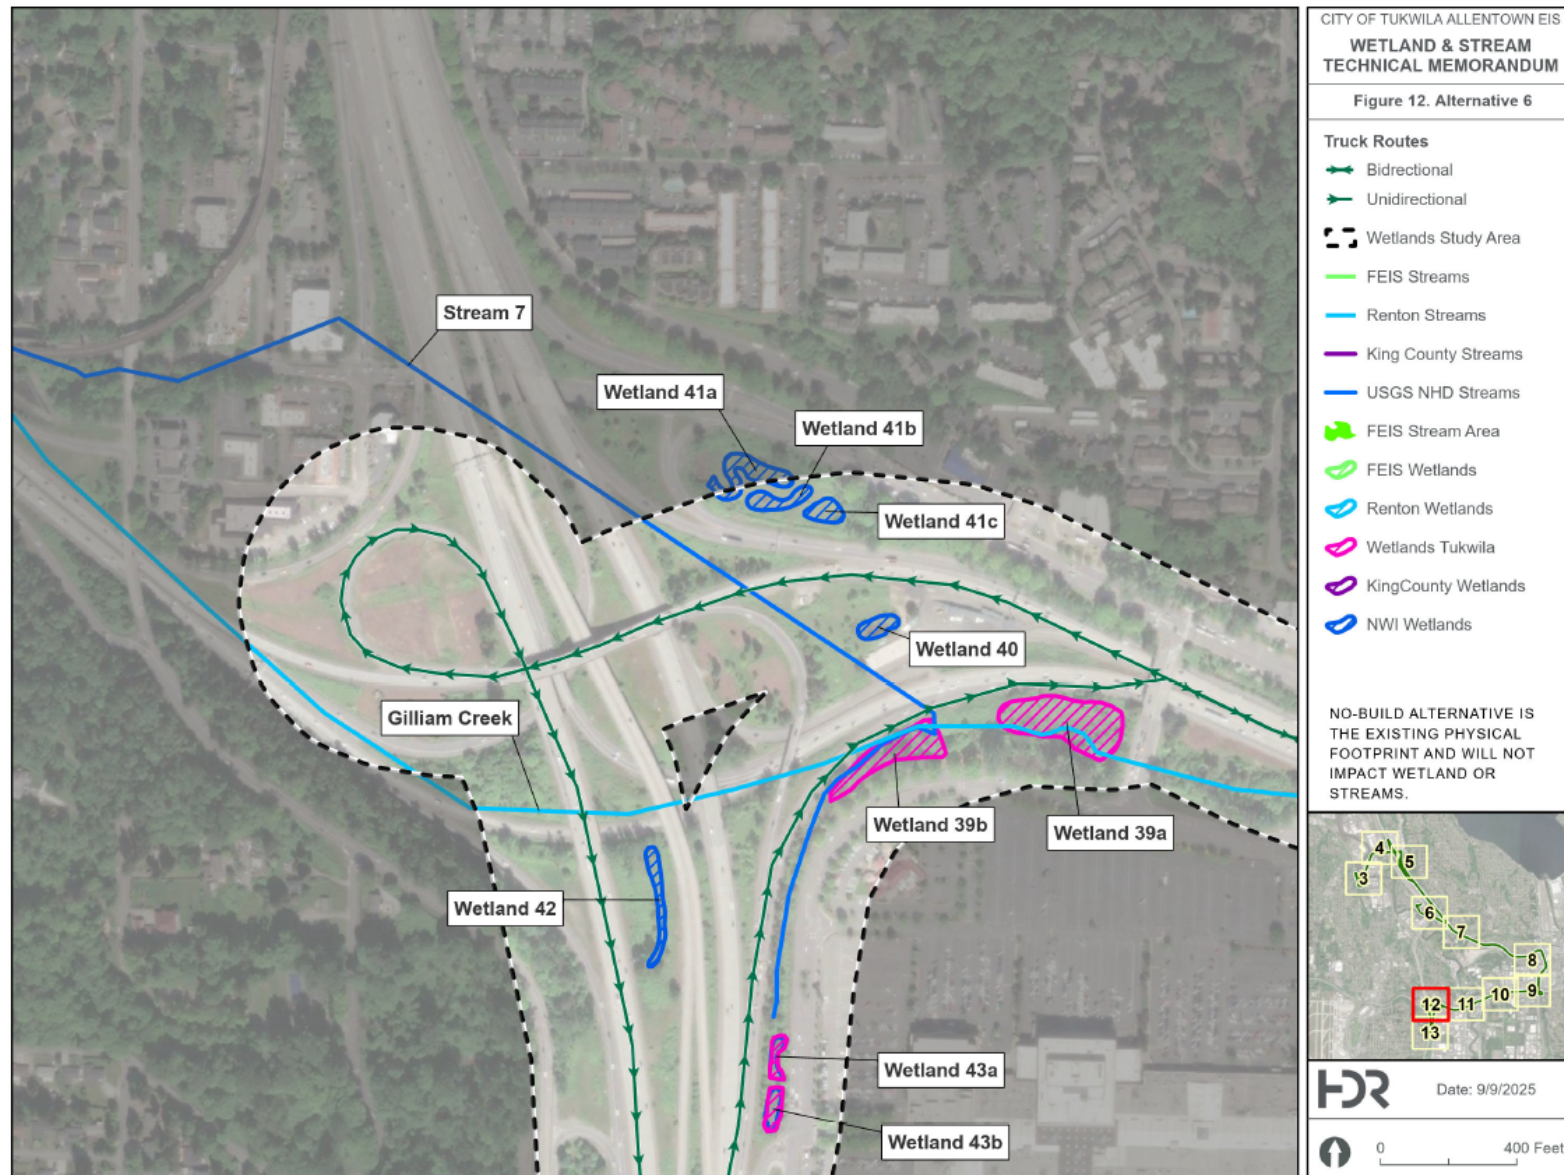 CITY OF TUKWILA ALLENTOWN EIS
WETLAND & STREAM
TECHNICAL MEMORANDUM
Figure 12. Alternative 6
Truck Routes
Bidrectional
Unidirectional
Wetlands Study Area
FEIS Streams
Renton Streams
King County Streams
USGS NHD Streams
FEIS Stream Area
FEIS Wetlands
Renton Wetlands
Wetlands Tukwila
KingCounty Wetlands
NWI Wetlands
NO-BUILD ALTERNATIVE IS
THE EXISTING PHYSICAL
FOOTPRINT AND WILL NOT
IMPACT WETLAND OR
STREAMS.
Stream 7
Wetland 41a
Wetland 41b
Wetland 41c
Wetland 40
Gilliam Creek
Wetland 39b
Wetland 39a
Wetland 42
Wetland 43a
Wetland 43b
4
5
3
6
7
8
9
10
11
12
13
HDR
Date: 9/9/2025
0 400 Feet